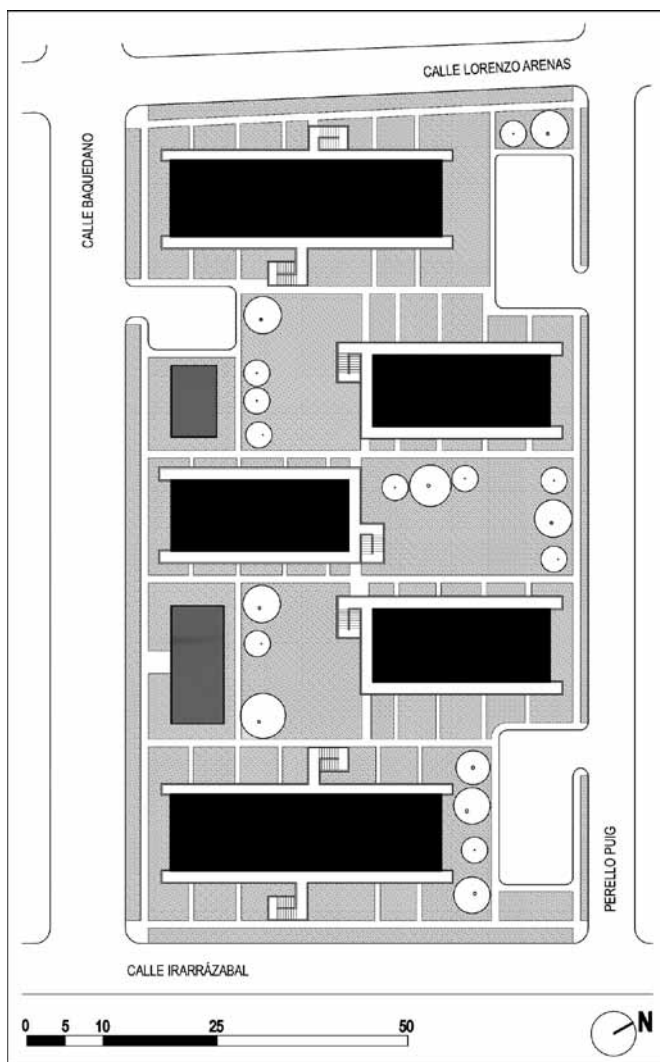 CALLE LORENZO ARENAS
CALLE BAQUEDANO
PERELLO PUIG
CALLE IRARRÁZABAL
0 5 10 25 50
N